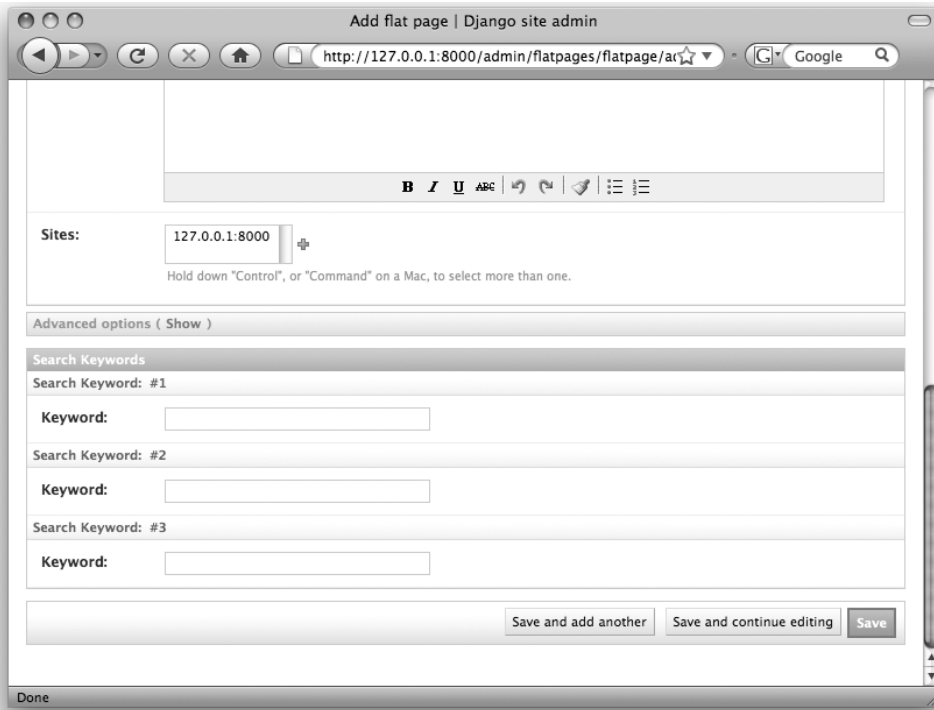 Add flat page | Django site admin
http://127.0.0.1:8000/admin/flatpages/flatpage/a
G Google
B I U ABC
Sites:
127.0.0.1:8000
Hold down "Control", or "Command" on a Mac, to select more than one.
Advanced options ( Show )
Search Keywords
Search Keyword: #1
Keyword:
Search Keyword: #2
Keyword:
Search Keyword: #3
Keyword:
Save and add another Save and continue editing Save
Done